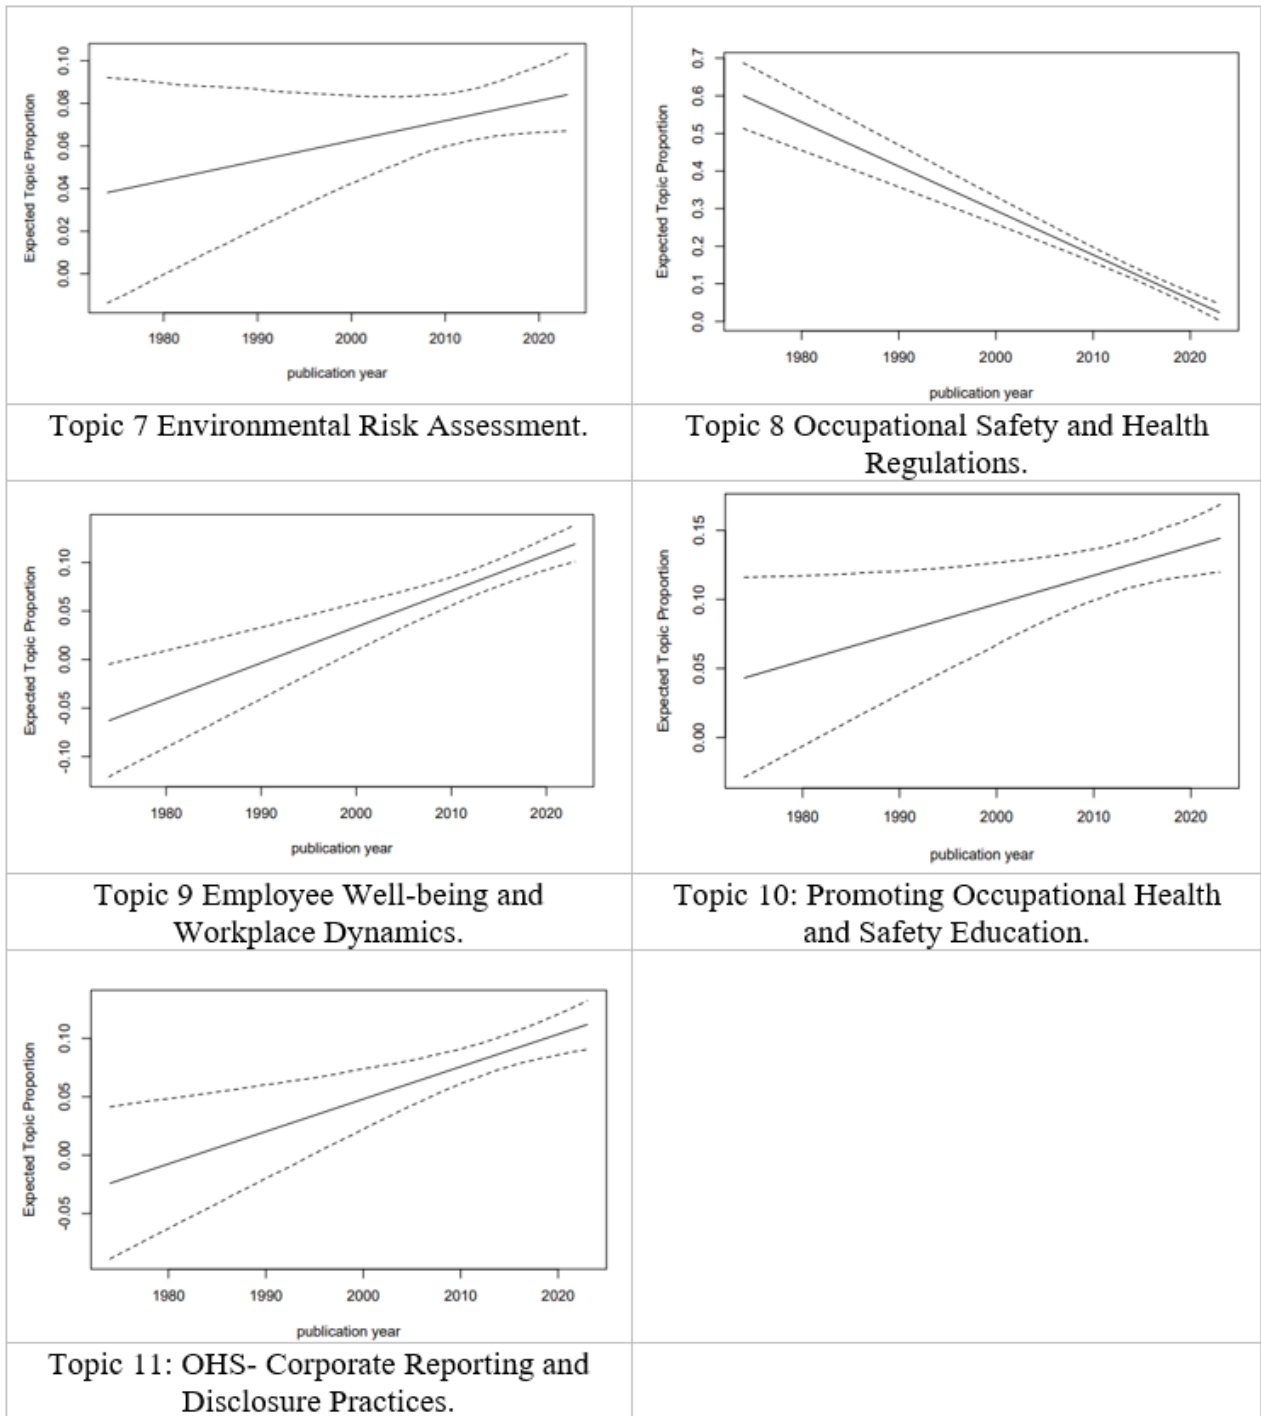 Expected Topic Proportion
0.10
0.08
0.06
0.04
0.02
0.00
1980 1990 2000 2010 2020
publication year
Expected Topic Proportion
0.7
0.6
0.5
0.4
0.3
0.2
0.1
0.0
1980 1990 2000 2010 2020
publication year
Topic 7 Environmental Risk Assessment.
Topic 8 Occupational Safety and Health
Regulations.
Expected Topic Proportion
0.10
0.05
0.00
-0.05
-0.10
1980 1990 2000 2010 2020
publication year
Expected Topic Proportion
0.15
0.10
0.05
0.00
1980 1990 2000 2010 2020
publication year
Topic 9 Employee Well-being and
Workplace Dynamics.
Topic 10: Promoting Occupational Health
and Safety Education.
Expected Topic Proportion
0.10
0.05
0.00
-0.05
1980 1990 2000 2010 2020
publication year
Topic 11: OHS- Corporate Reporting and
Disclosure Practices.